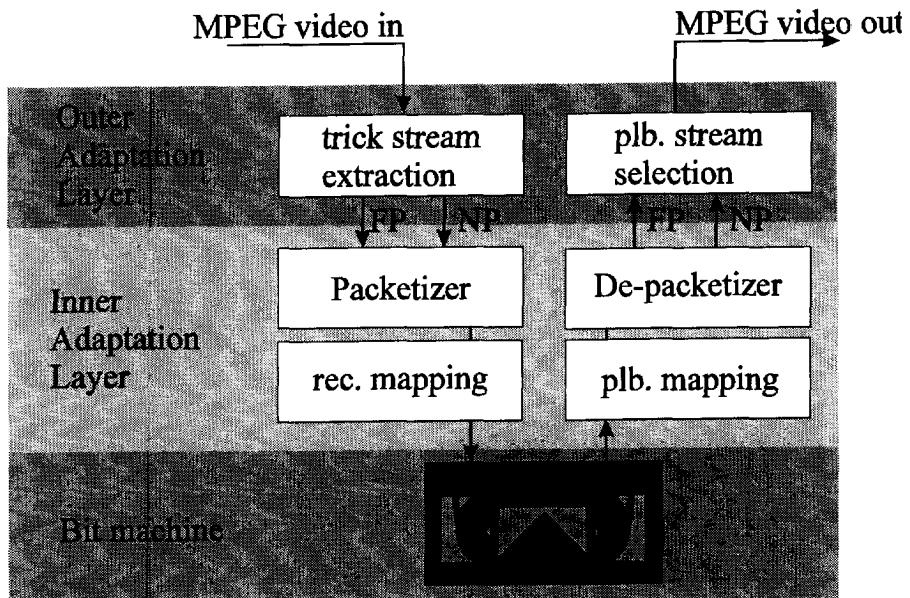 MPEG video in
MPEG video out
Outer
Adaptation
Layer
trick stream
extraction
plb. stream
selection
FP
NP
FP
NP
Inner
Adaptation
Layer
Packetizer
De-packetizer
rec. mapping
plb. mapping
Bit machine